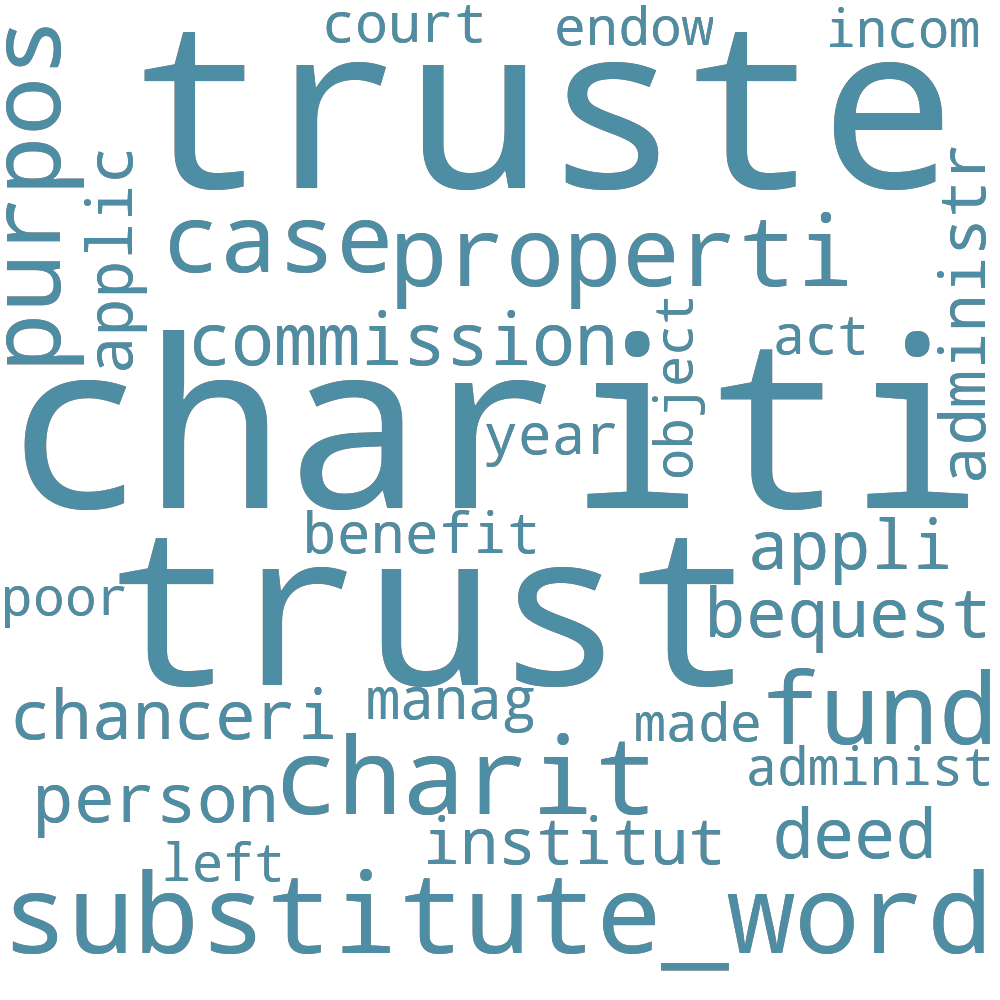 court
endow
incom
truste
purpos
applic
case
properti
administr
commission
object
act
chariti
year
benefit
appli
trust
poor
bequest
chanceri
manag
made
fund
charit
administ
person
institut
deed
left
substitute_word